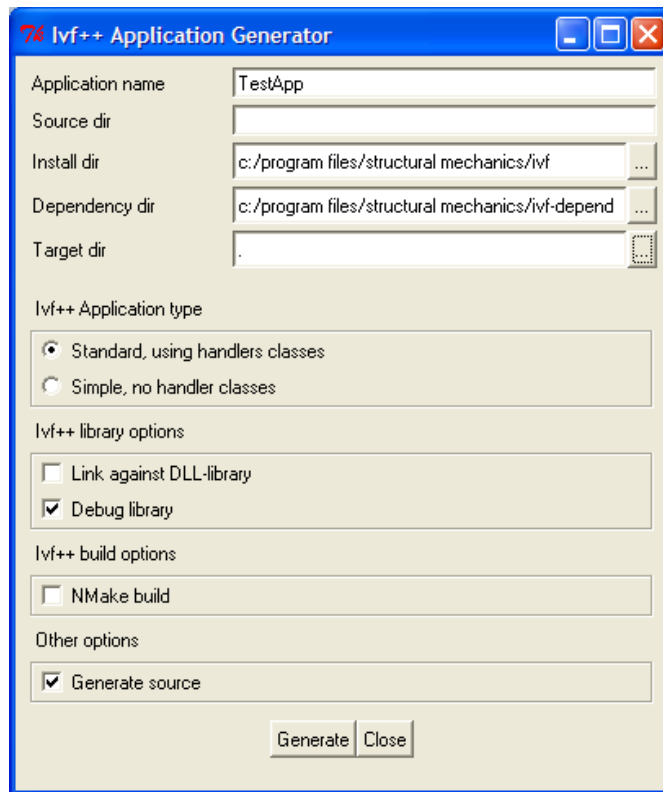 Ivf++ Application Generator
Application name TestApp
Source dir
Install dir c:/program files/structural mechanics/ivf ...
Dependency dir c:/program files/structural mechanics/ivf-depend ...
Target dir . ...
Ivf++ Application type
Standard, using handlers classes
Simple, no handler classes
Ivf++ library options
Link against DLL-library
Debug library
Ivf++ build options
NMake build
Other options
Generate source
Generate Close